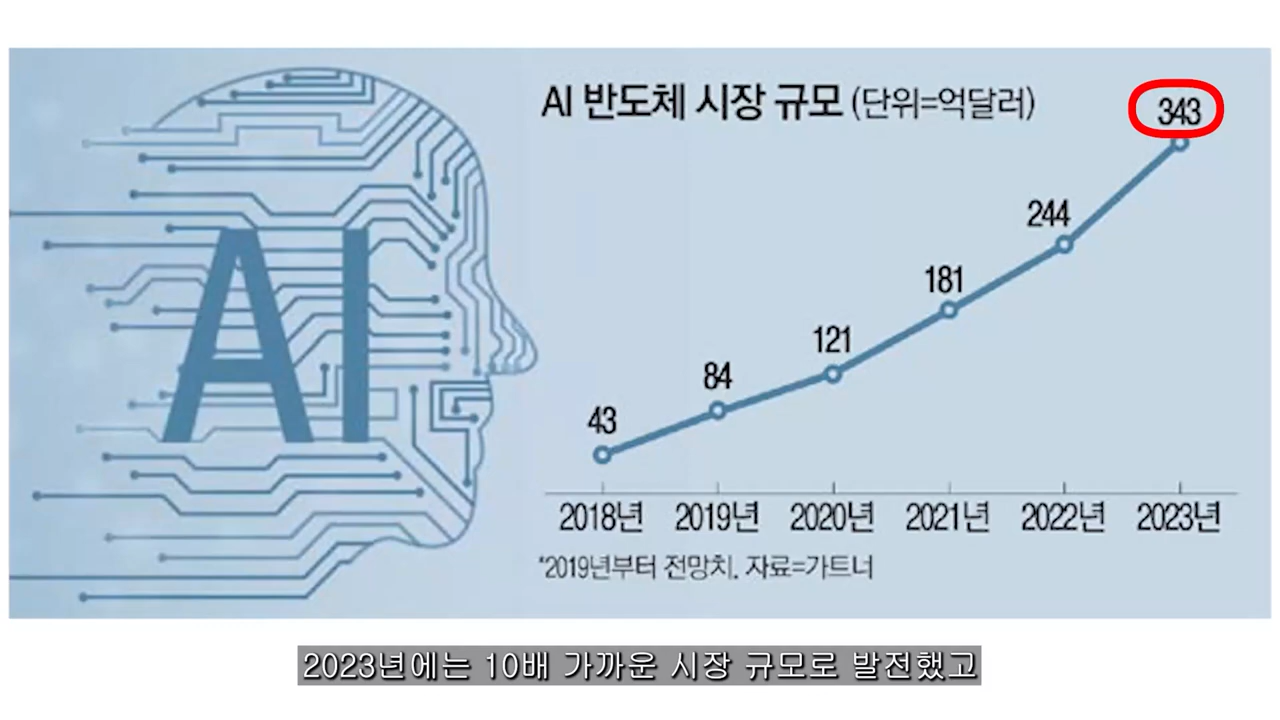 AI 반도체 시장 규모 (단위=억달러)
343
244
181
121
84
43
2018년 2019년 2020년 2021년 2022년 2023년
*2019년부터 전망치, 자료=가트너
AI
2023년에는 10배 가까운 시장 규모로 발전했고